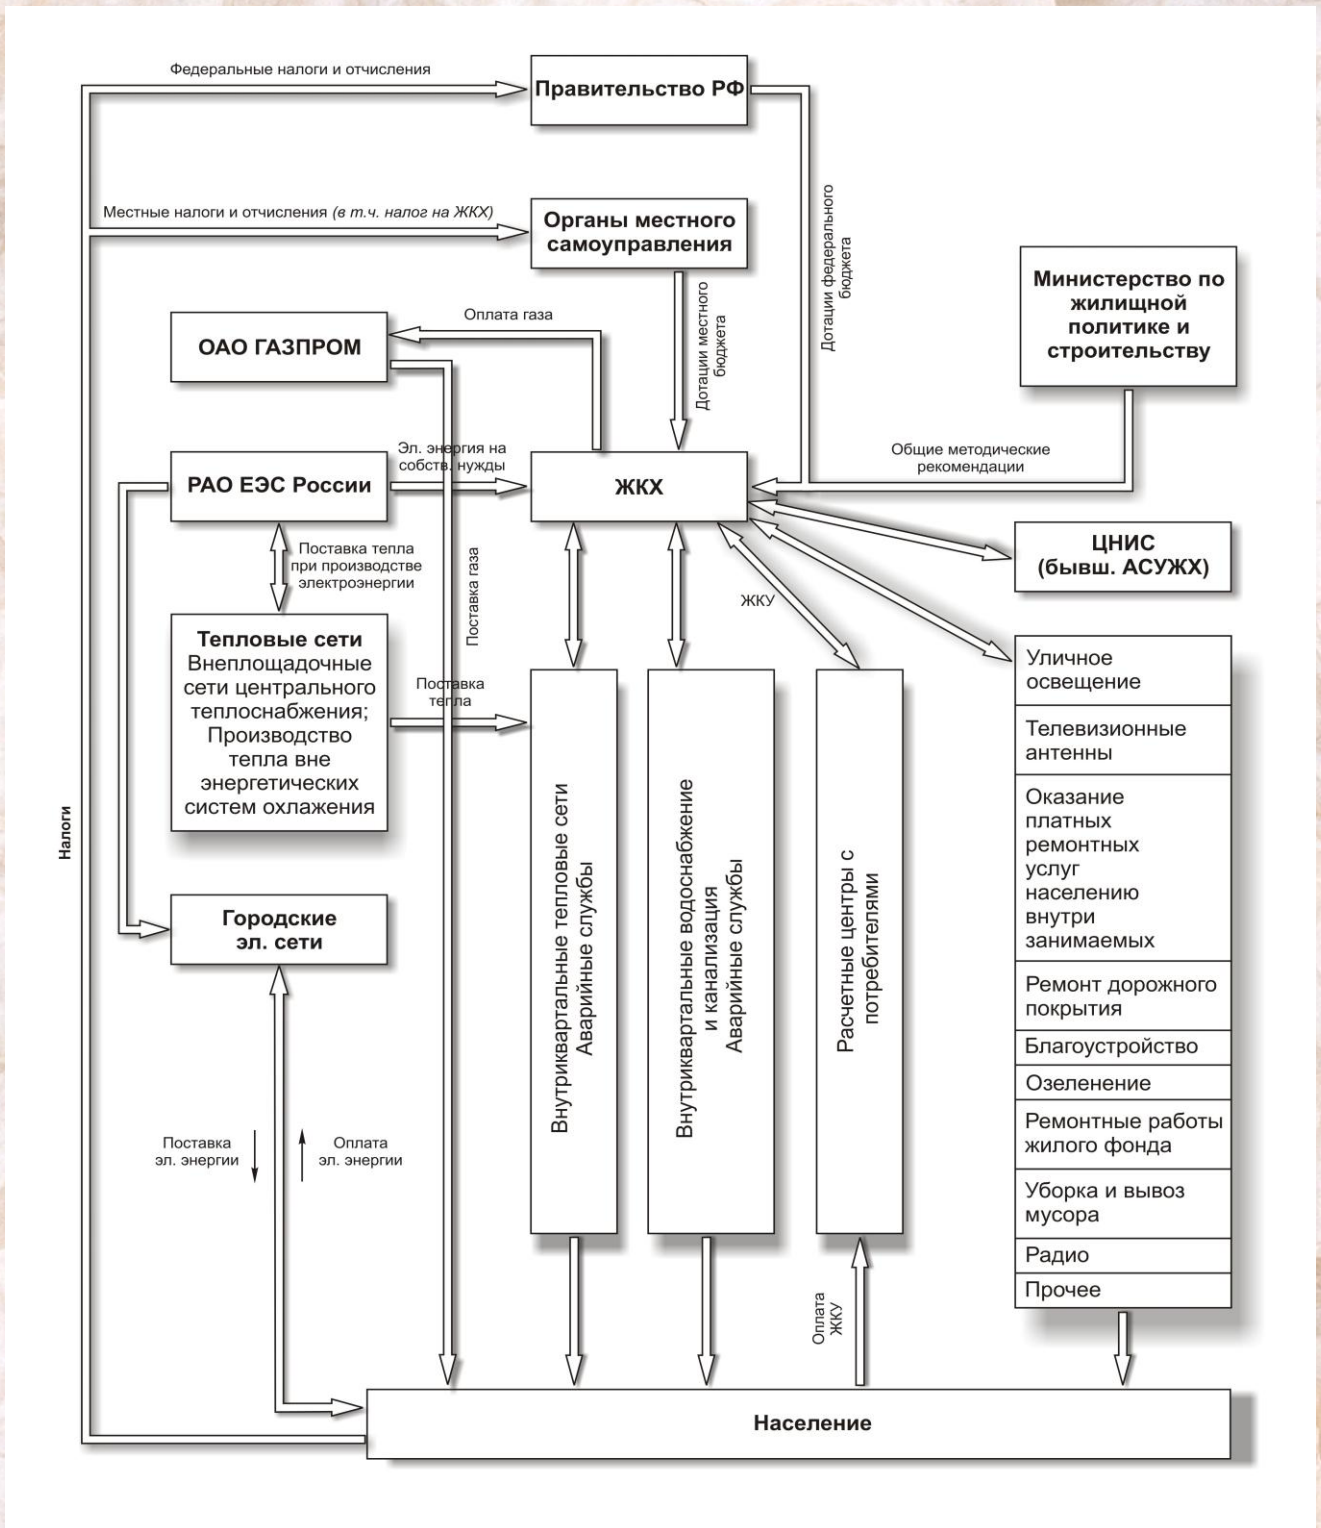 Федеральные налоги и отчисления
Правительство РФ
Местные налоги и отчисления (в т.ч. налог на ЖКХ)
Органы местного
самоуправления
Дотации федерального
бюджета
Министерство по
жилищной
политике и
строительству
Оплата газа
Дотации местного
бюджета
ОАО ГАЗПРОМ
Эл. энергия на
собств. нужды
Общие методические
рекомендации
РАО ЕЭС России
ЖКХ
ЦНИС
(бывш. АСУЖХ)
Поставка тепла
при производстве
электроэнергии
Поставка газа
ЖКУ
Тепловые сети
Внеплощадочные
сети центрального
теплоснабжения;
Производство
тепла вне
энергетических
систем охлажения
Поставка
тепла
Налоги
Городские
эл. сети
Внутриквартальные тепловые сети
Аварийные службы
Внутриквартальные водоснабжение
и канализация
Аварийные службы
Расчетные центры с
потребителями
Уличное
освещение
Телевизионные
антенны
Оказание
платных
ремонтных
услуг
населению
внутри
занимаемых
Ремонт дорожного
покрытия
Благоустройство
Озеленение
Ремонтные работы
жилого фонда
Уборка и вывоз
мусора
Радио
Прочее
Поставка
эл. энергии
Оплата
эл. энергии
Оплата
ЖКУ
Население